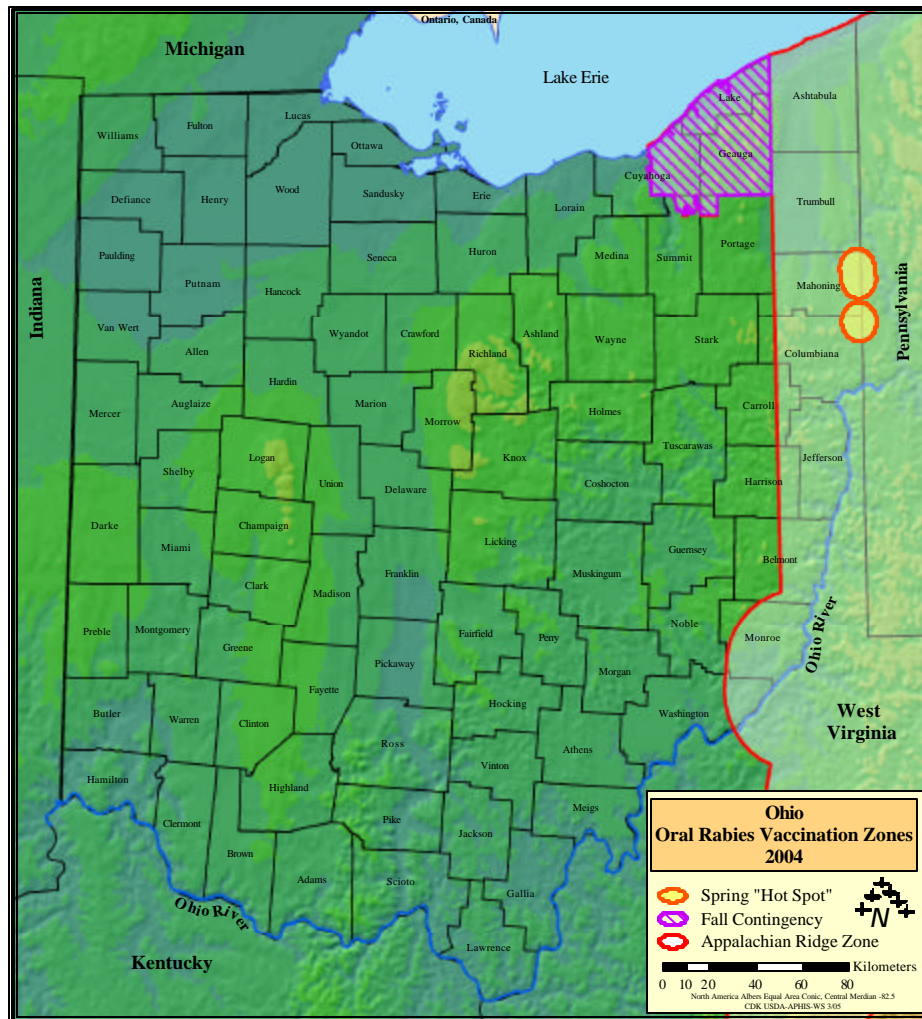 Ontario, Canada
Michigan
Lake Erie
Lake
Ashtabula
Lucas
Fulton
Williams
Ottawa
Geauga
Cuyahoga
Wood
Sandusky
Erie
Defiance
Henry
Lorain
Trumbull
Huron
Portage
Paulding
Seneca
Medina
Summit
Putnam
Mahoning
Hancock
Indiana
Pennsylvania
Van Wert
Wyandot
Crawford
Ashland
Wayne
Stark
Allen
Richland
Columbiana
Hardin
Auglaize
Marion
Carroll
Mercer
Morrow
Holmes
Tuscarawas
Logan
Knox
Jefferson
Shelby
Union
Delaware
Coshocton
Harrison
Darke
Champaign
Licking
Miami
Guernsey
Belmont
Franklin
Muskingum
Clark
Madison
Noble
Preble
Montgomery
Fairfield
Perry
Monroe
Greene
Pickaway
Ohio River
Morgan
Fayette
Hocking
Butler
Warren
Clinton
Washington
West
Virginia
Ross
Athens
Vinton
Hamilton
Highland
Meigs
Clermont
Pike
Jackson
Brown
Adams
Scioto
Gallia
Ohio River
Lawrence
Kentucky
Ohio
Oral Rabies Vaccination Zones
2004
Spring "Hot Spot"
Fall Contingency
N
Appalachian Ridge Zone
Kilometers
0 10 20 40 60 80
North America Albers Equal Area Conic, Central Meridian -82.5
CDK USDA-APHIS-WS 3/05